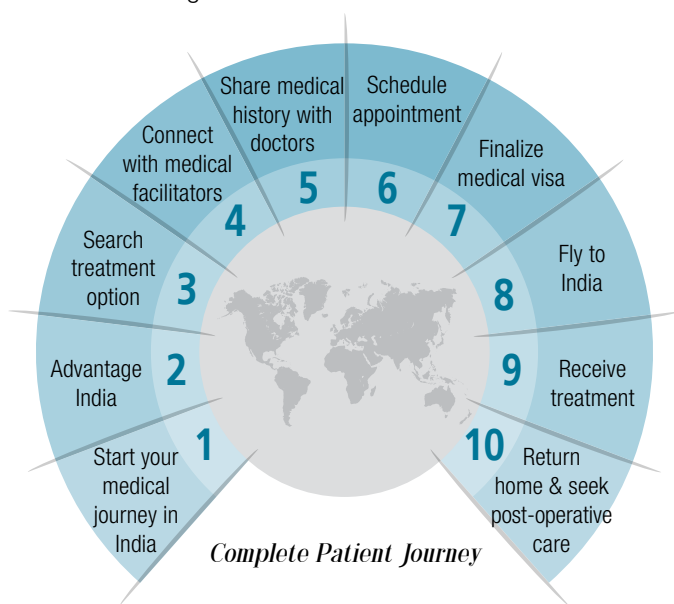 1
Start your
medical
journey in
India
2
Advantage
India
3
Search
treatment
option
4
Connect
with medical
facilitators
5
Share medical
history with
doctors
6
Schedule
appointment
7
Finalize
medical visa
8
Fly to
India
9
Receive
treatment
10
Return
home & seek
post-operative
care
Complete Patient Journey